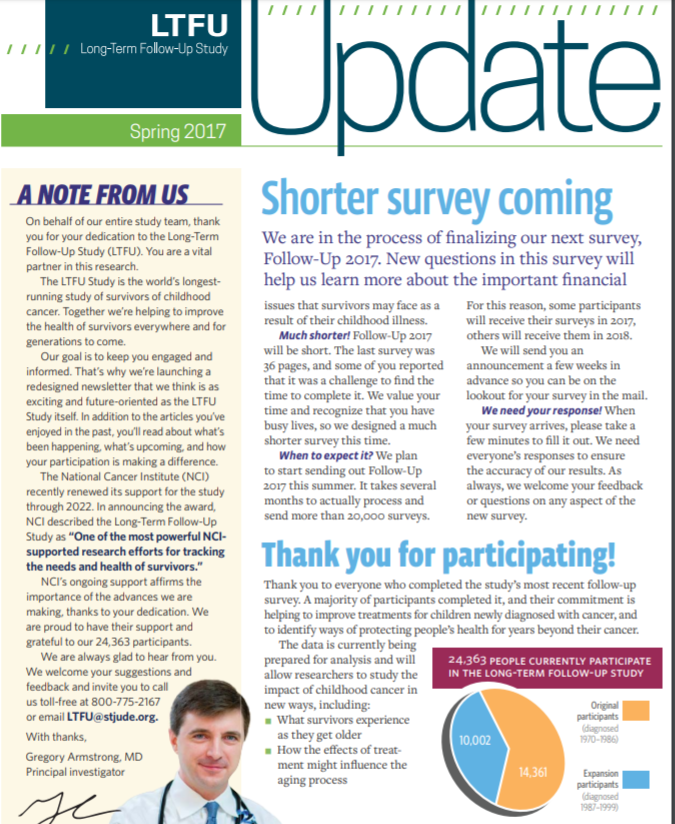 LTFU
Long-Term Follow-Up Study
Update
Spring 2017
A NOTE FROM US
On behalf of our entire study team, thank
you for your dedication to the Long-Term
Follow-Up Study (LTFU). You are a vital
partner in this research.
The LTFU Study is the world's longest-
running study of survivors of childhood
cancer. Together we're helping to improve
the health of survivors everywhere and for
generations to come.
Our goal is to keep you engaged and
informed. That's why we're launching a
redesigned newsletter that we think is as
exciting and future-oriented as the LTFU
Study itself. In addition to the articles you've
enjoyed in the past, you'll read about what's
been happening, what's upcoming, and how
your participation is making a difference.
The National Cancer Institute (NCI)
recently renewed its support for the study
through 2022. In announcing the award,
NCI described the Long-Term Follow-Up
Study as "One of the most powerful NCI-
supported research efforts for tracking
the needs and health of survivors."
NCI's ongoing support affirms the
importance of the advances we are
making, thanks to your dedication. We
are proud to have their support and
grateful to our 24,363 participants.
We are always glad to hear from you.
We welcome your suggestions and
feedback and invite you to call
us toll-free at 800-775-2167
or email LTFU@stjude.org.
With thanks,
Gregory Armstrong, MD
Principal investigator
Shorter survey coming
We are in the process of finalizing our next survey,
Follow-Up 2017. New questions in this survey will
help us learn more about the important financial
issues that survivors may face as a
result of their childhood illness.
Much shorter! Follow-Up 2017
will be short. The last survey was
36 pages, and some of you reported
that it was a challenge to find the
time to complete it. We value your
time and recognize that you have
busy lives, so we designed a much
shorter survey this time.
When to expect it? We plan
to start sending out Follow-Up
2017 this summer. It takes several
months to actually process and
send more than 20,000 surveys.
For this reason, some participants
will receive their surveys in 2017,
others will receive them in 2018.
We will send you an
announcement a few weeks in
advance so you can be on the
lookout for your survey in the mail.
We need your response! When
your survey arrives, please take a
few minutes to fill it out. We need
everyone's responses to ensure
the accuracy of our results. As
always, we welcome your feedback
or questions on any aspect of the
new survey.
Thank you for participating!
Thank you to everyone who completed the study's most recent follow-up
survey. A majority of participants completed it, and their commitment is
helping to improve treatments for children newly diagnosed with cancer, and
to identify ways of protecting people's health for years beyond their cancer.
The data is currently being
prepared for analysis and will
allow researchers to study the
impact of childhood cancer in
new ways, including:
What survivors experience
as they get older
How the effects of treat-
ment might influence the
aging process
24,363 PEOPLE CURRENTLY PARTICIPATE
IN THE LONG-TERM FOLLOW-UP STUDY
10,002
14,361
Original
participants
(diagnosed
1970–1986)
Expansion
participants
(diagnosed
1987–1999)